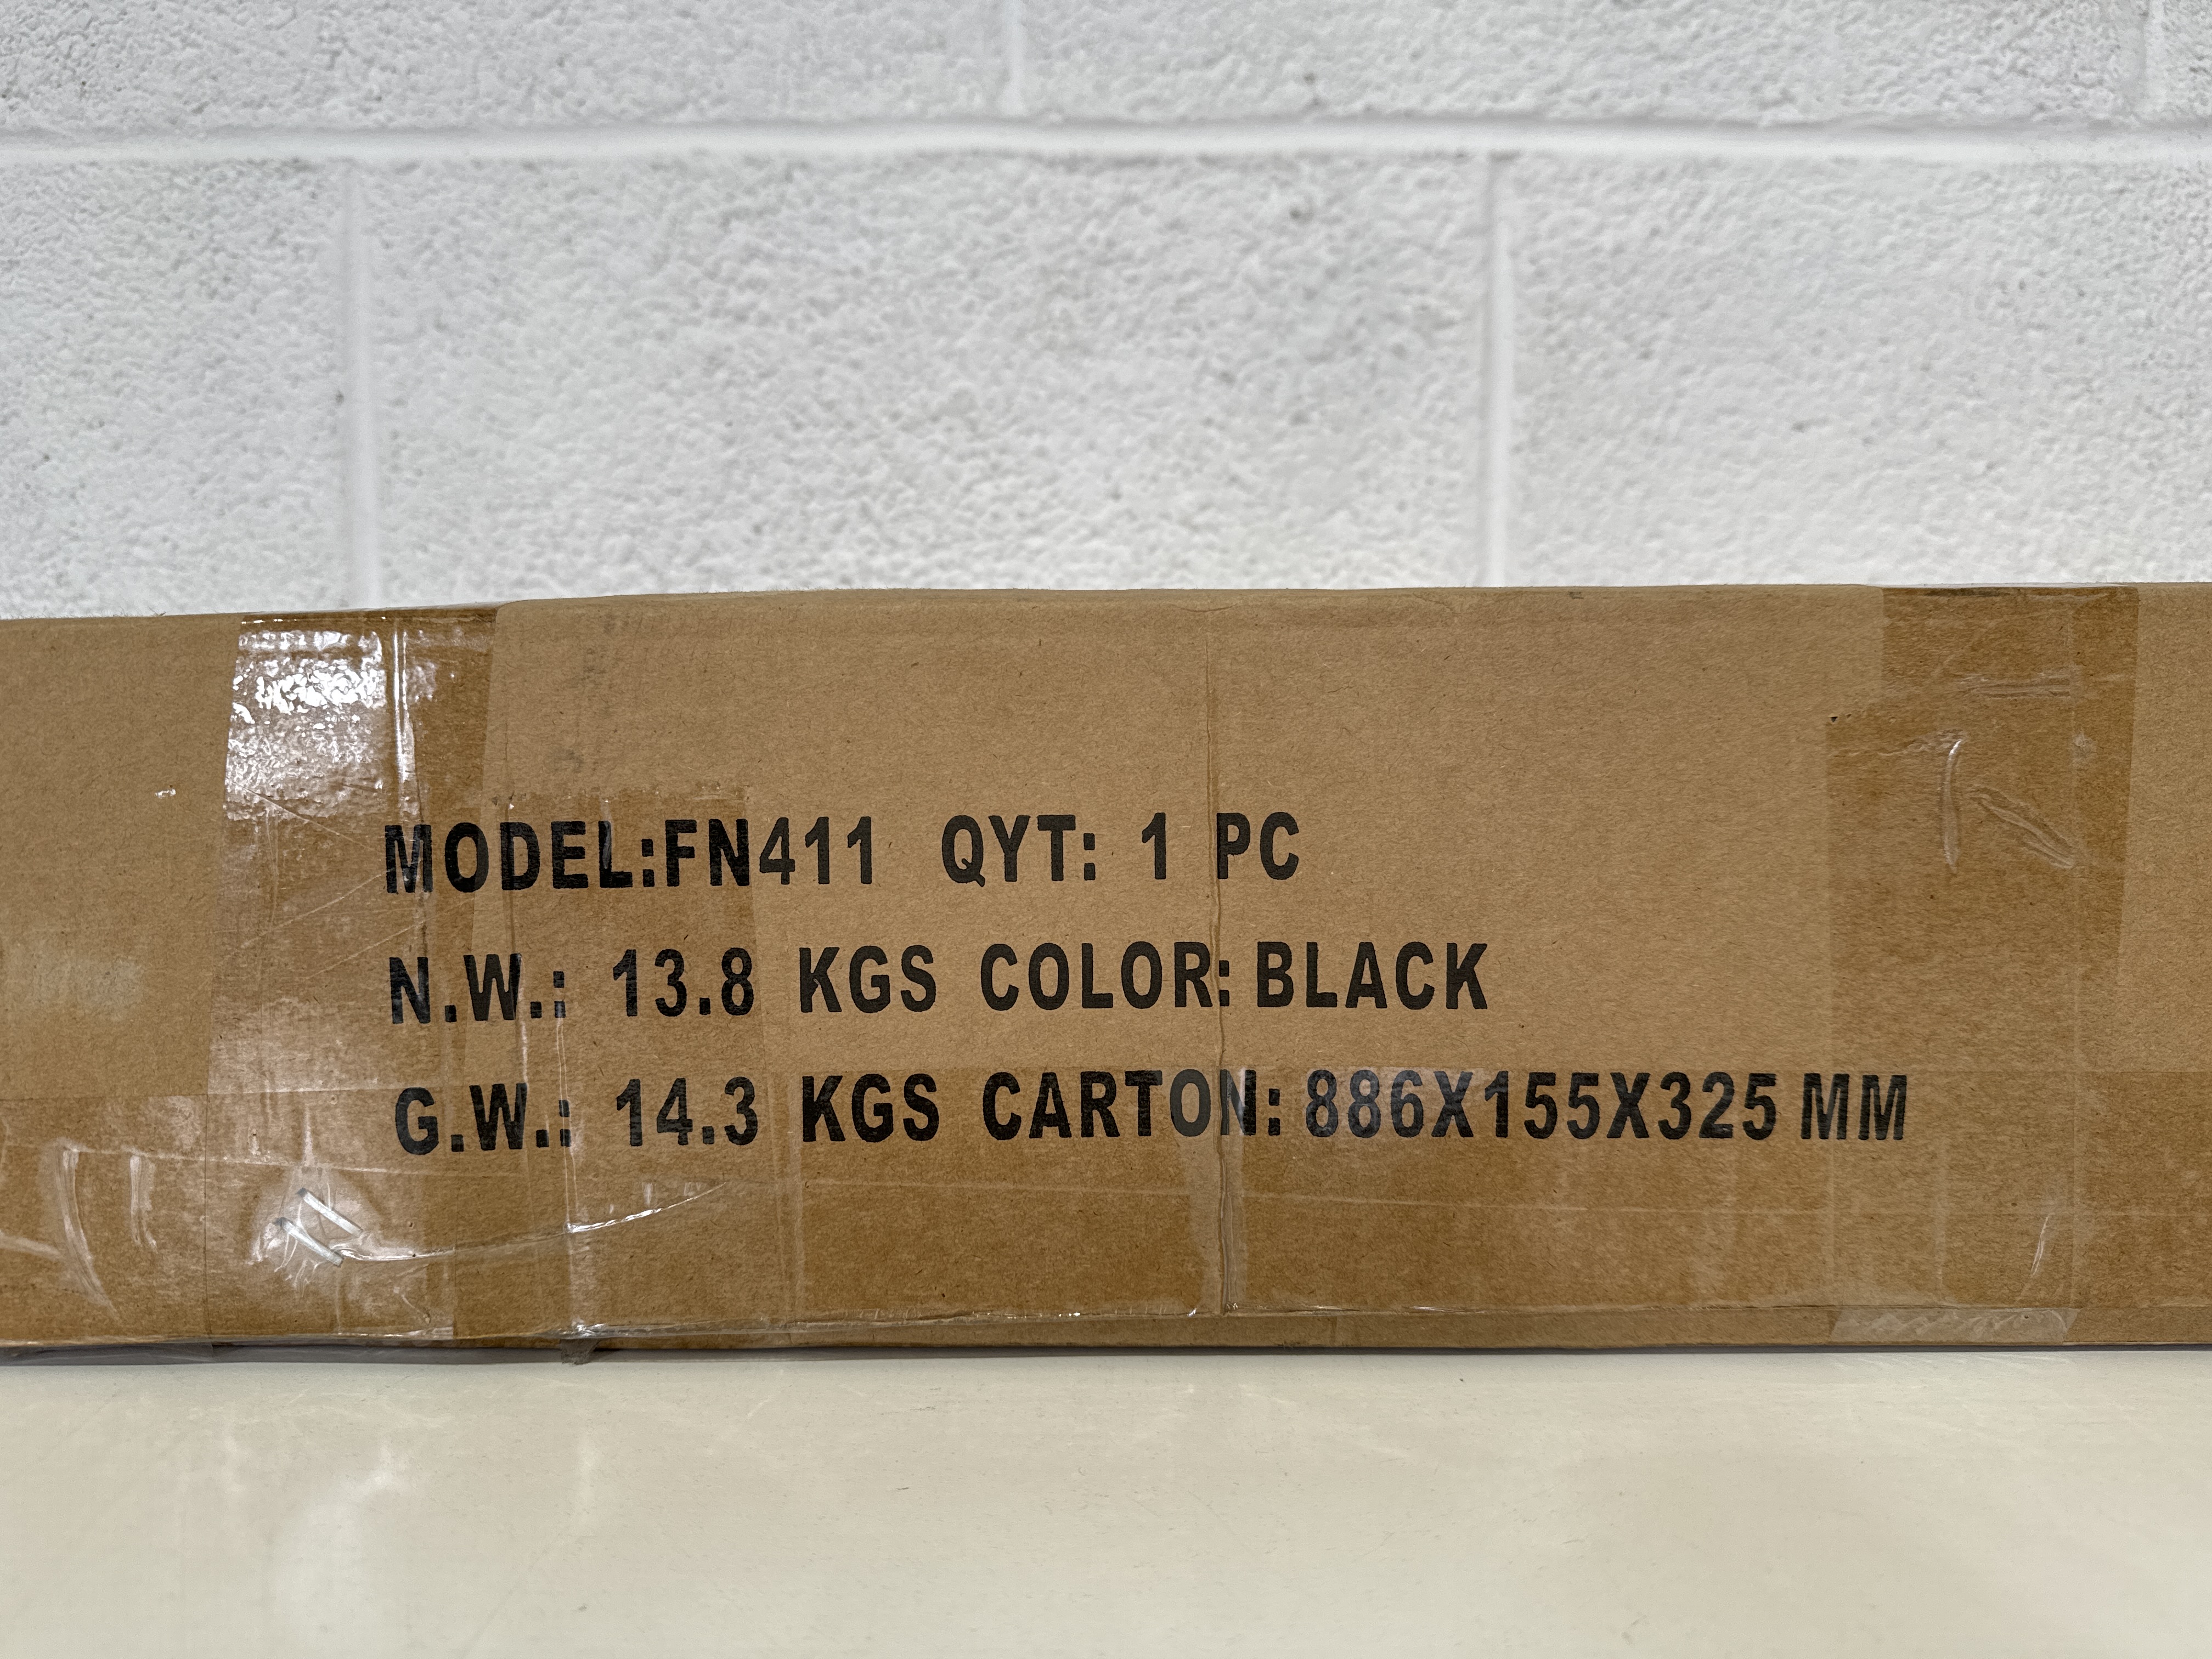 MODEL:FN411 QYT: 1 PC
N.W.: 13.8 KGS COLOR: BLACK
G.W.: 14.3 KGS CARTON: 886X155X325 MM